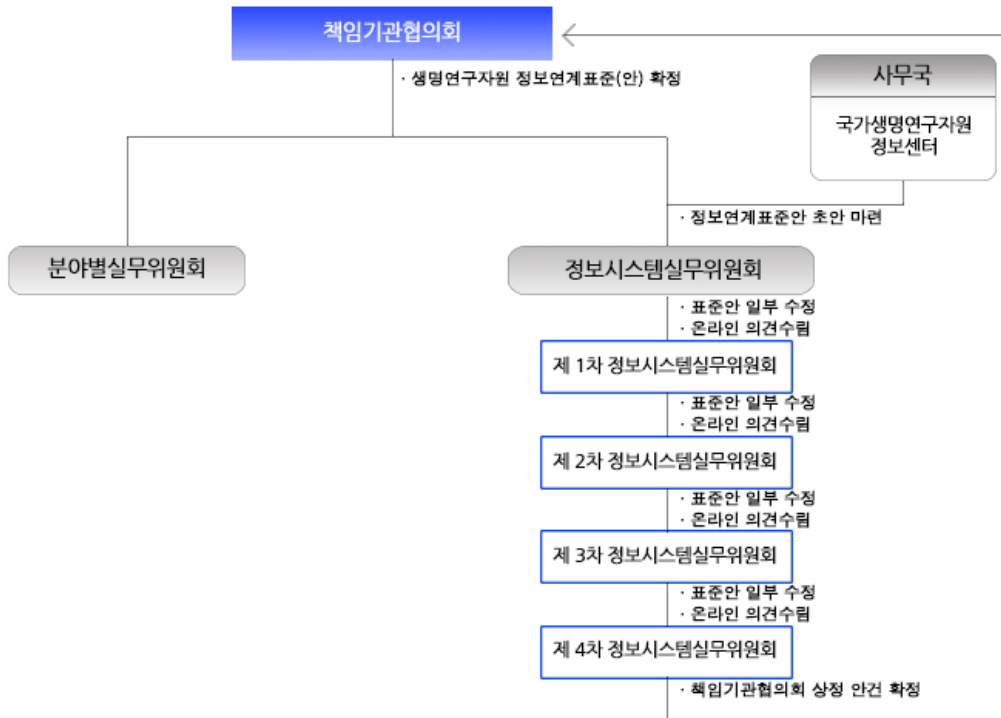 책임기관협의회
· 생명연구자원 정보연계표준(안) 확정
사무국
국가생명연구자원
정보센터
· 정보연계표준안 초안 마련
분야별실무위원회
정보시스템실무위원회
· 표준안 일부 수정
· 온라인 의견수림
제 1차 정보시스템실무위원회
· 표준안 일부 수정
· 온라인 의견수림
제 2차 정보시스템실무위원회
· 표준안 일부 수정
· 온라인 의견수림
제 3차 정보시스템실무위원회
· 표준안 일부 수정
· 온라인 의견수림
제 4차 정보시스템실무위원회
· 책임기관협의회 상정 안건 확정